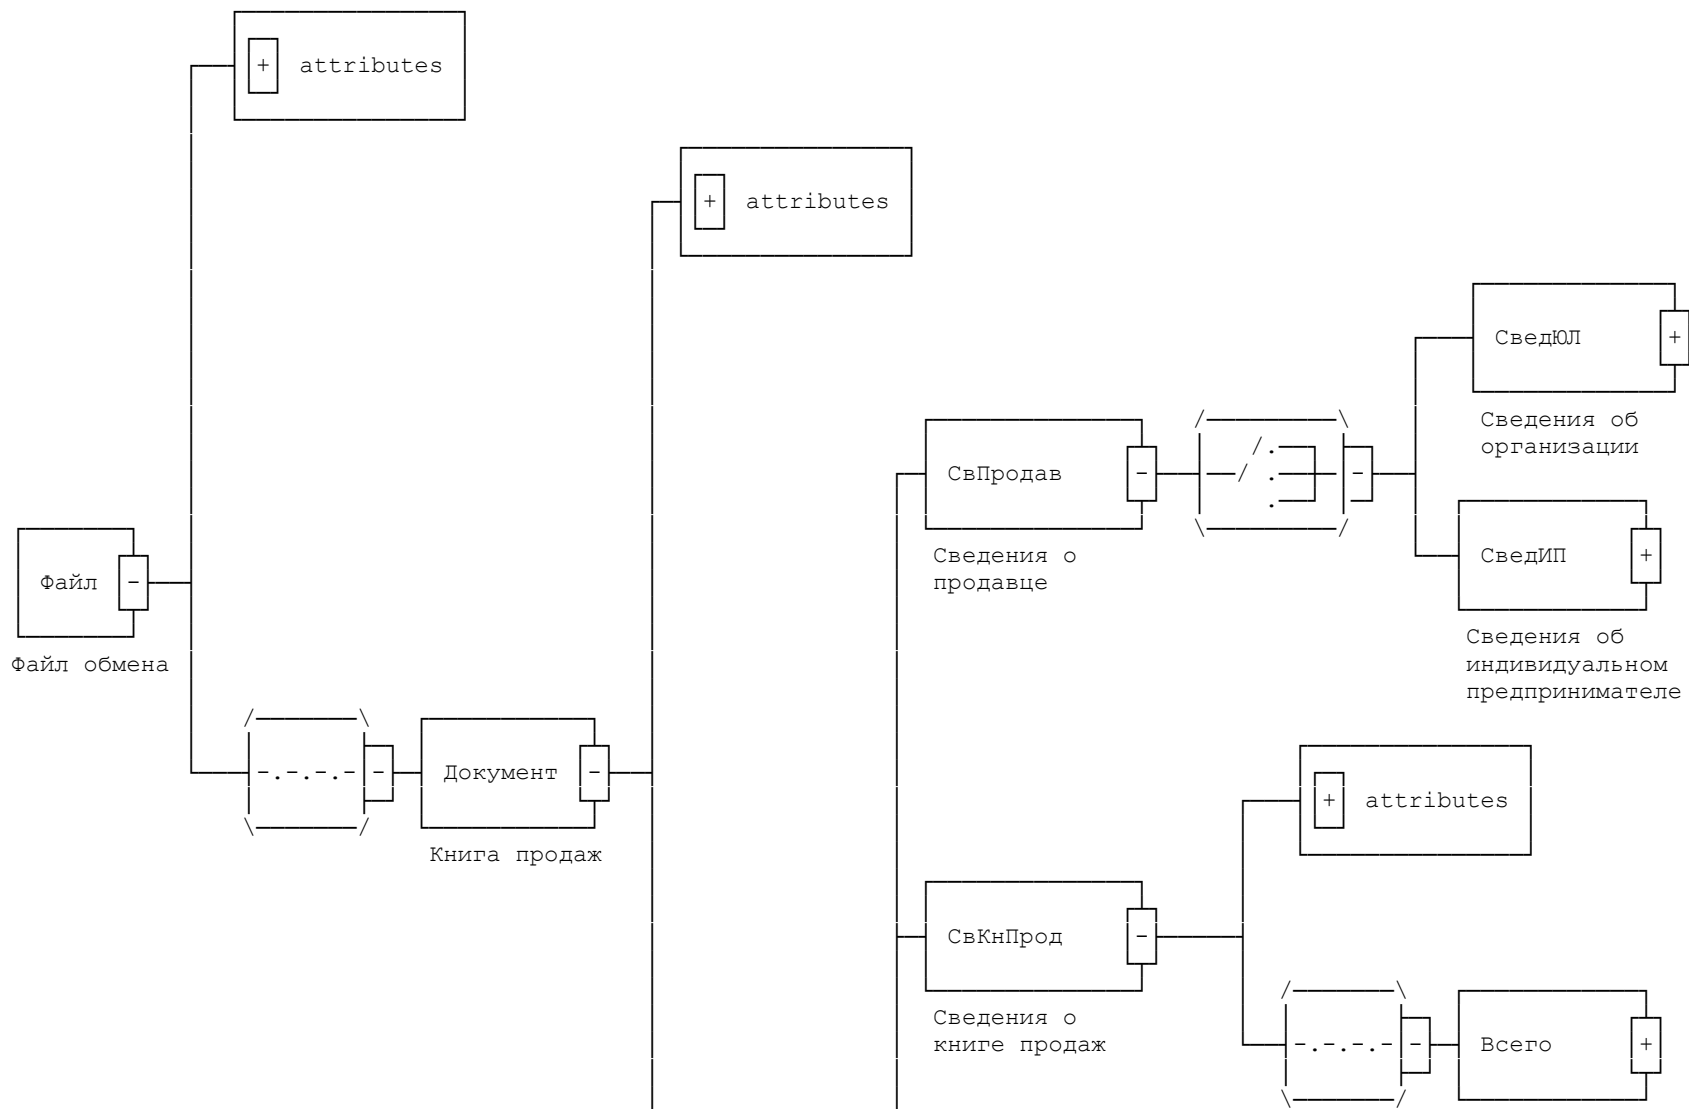 + attributes
+ attributes
СведЮЛ +
Сведения об
организации
СвПродав -
-
Сведения о
продавце
СведИП +
Сведения об
индивидуальном
предпринимателе
Файл -
Файл обмена
-.-.-.- -
Документ -
Книга продаж
+ attributes
СвКнПрод -
Сведения о
книге продаж
-.-.-.- -
Всего +